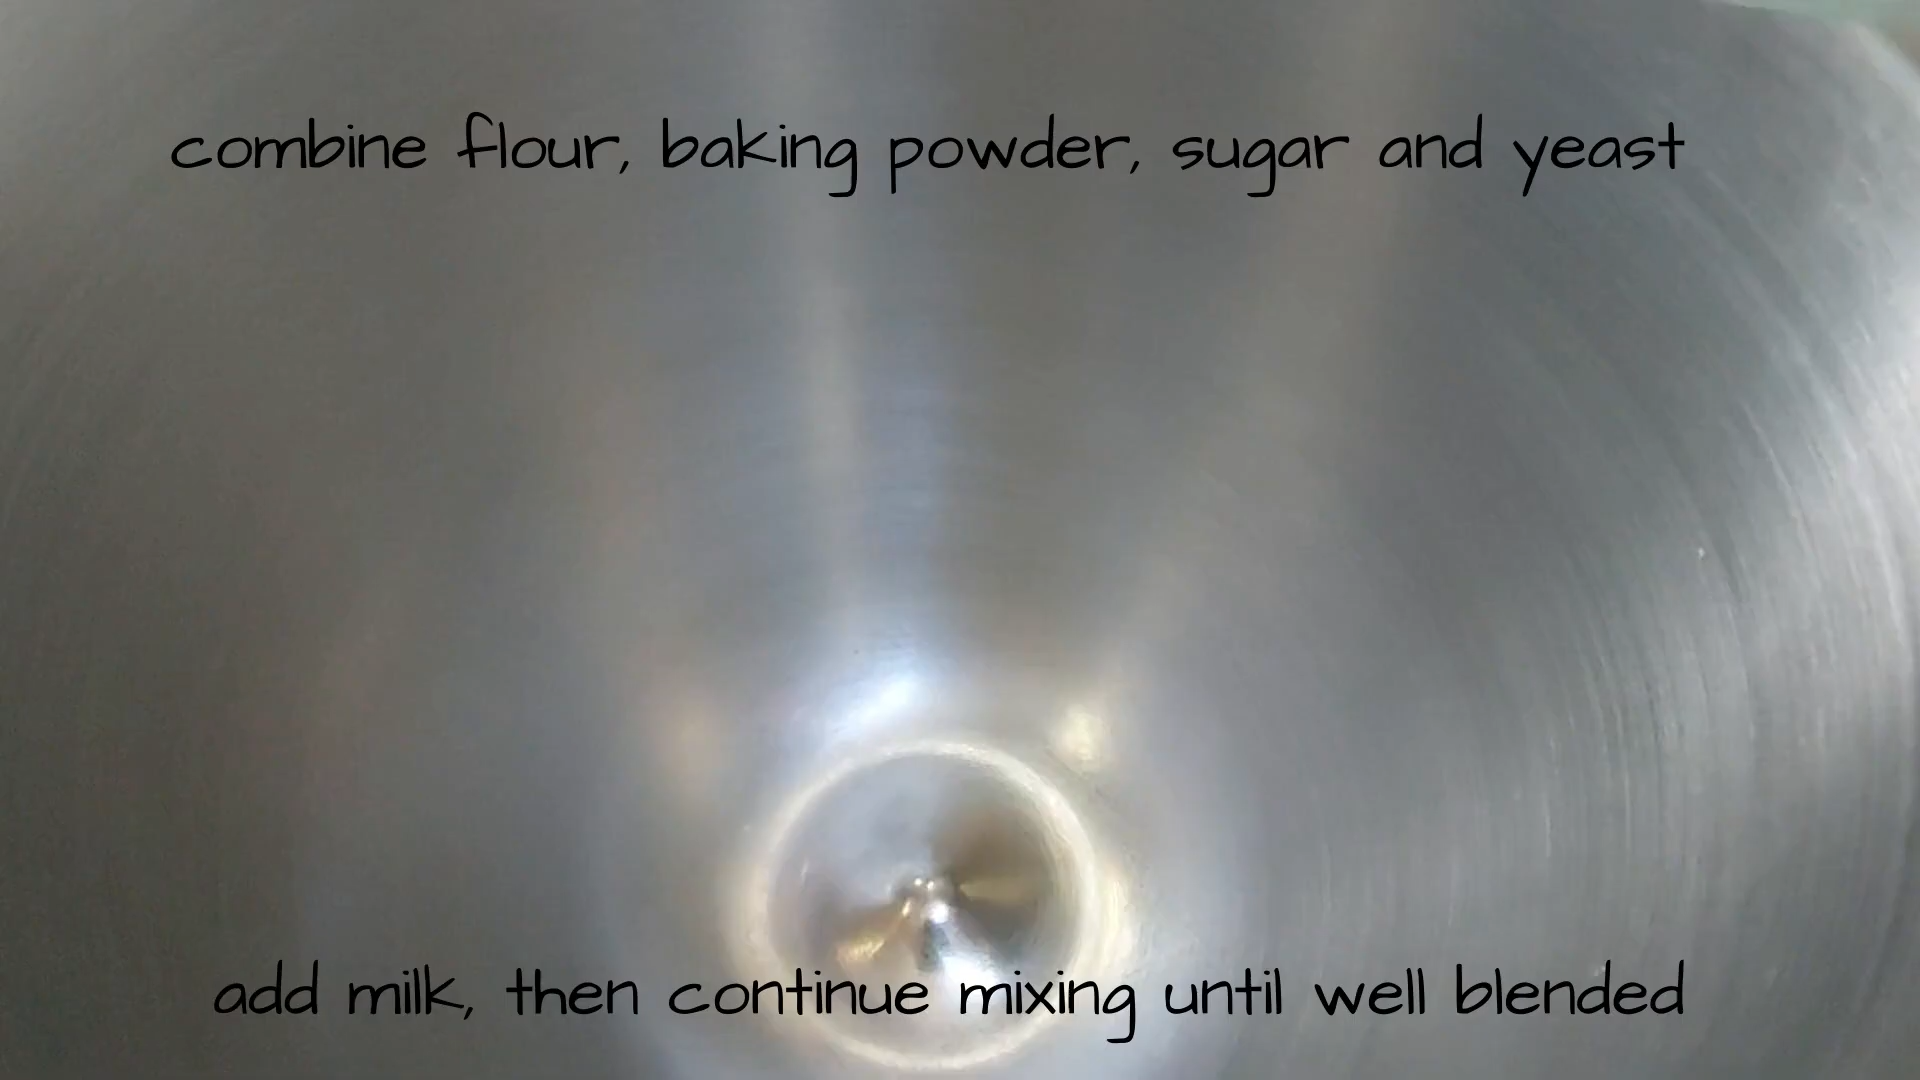 combine flour, baking powder, sugar and yeast
add milk, then continue mixing until well blended